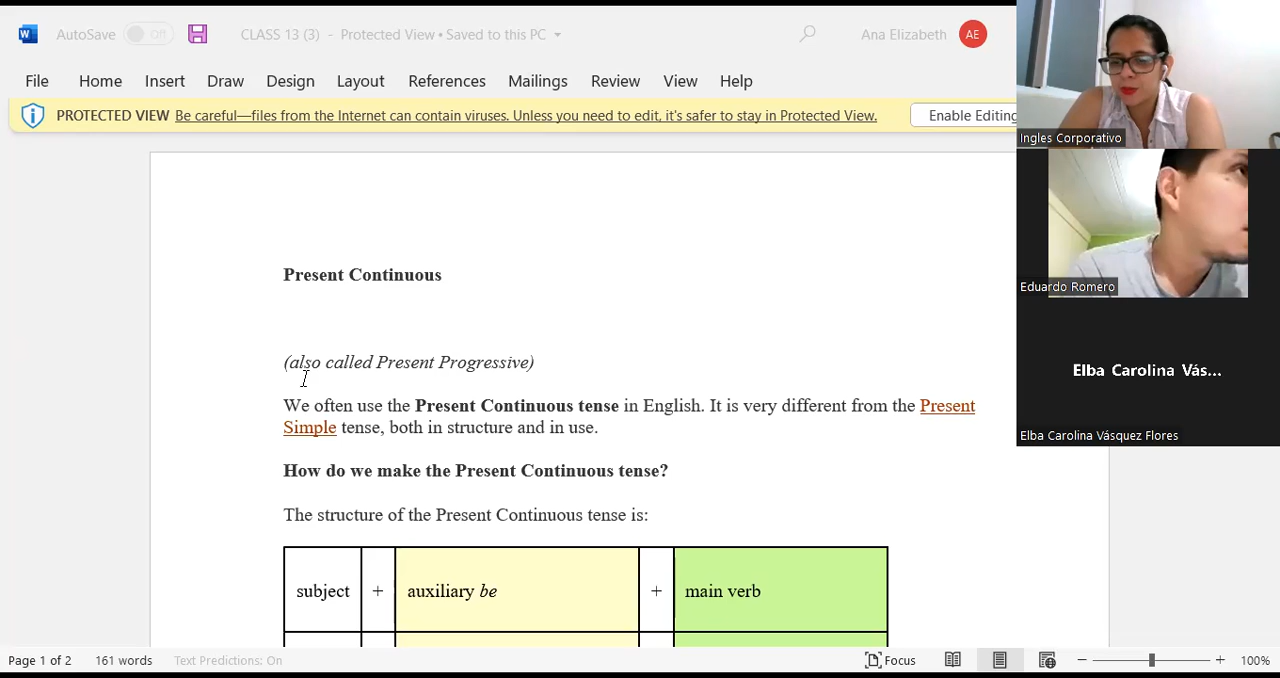 AutoSave Off CLASS 13 (3) - Protected View • Saved to this PC Ana Elizabeth AE
File Home Insert Draw Design Layout References Mailings Review View Help
PROTECTED VIEW Be careful—files from the Internet can contain viruses. Unless you need to edit, it's safer to stay in Protected View. Enable Editing
Ingles Corporativo
Eduardo Romero
Elba Carolina Vás...
Elba Carolina Vásquez Flores
Present Continuous
(also called Present Progressive)
We often use the Present Continuous tense in English. It is very different from the Present
Simple tense, both in structure and in use.
How do we make the Present Continuous tense?
The structure of the Present Continuous tense is:
subject + auxiliary be + main verb
Page 1 of 2 161 words Text Predictions: On Focus 100%